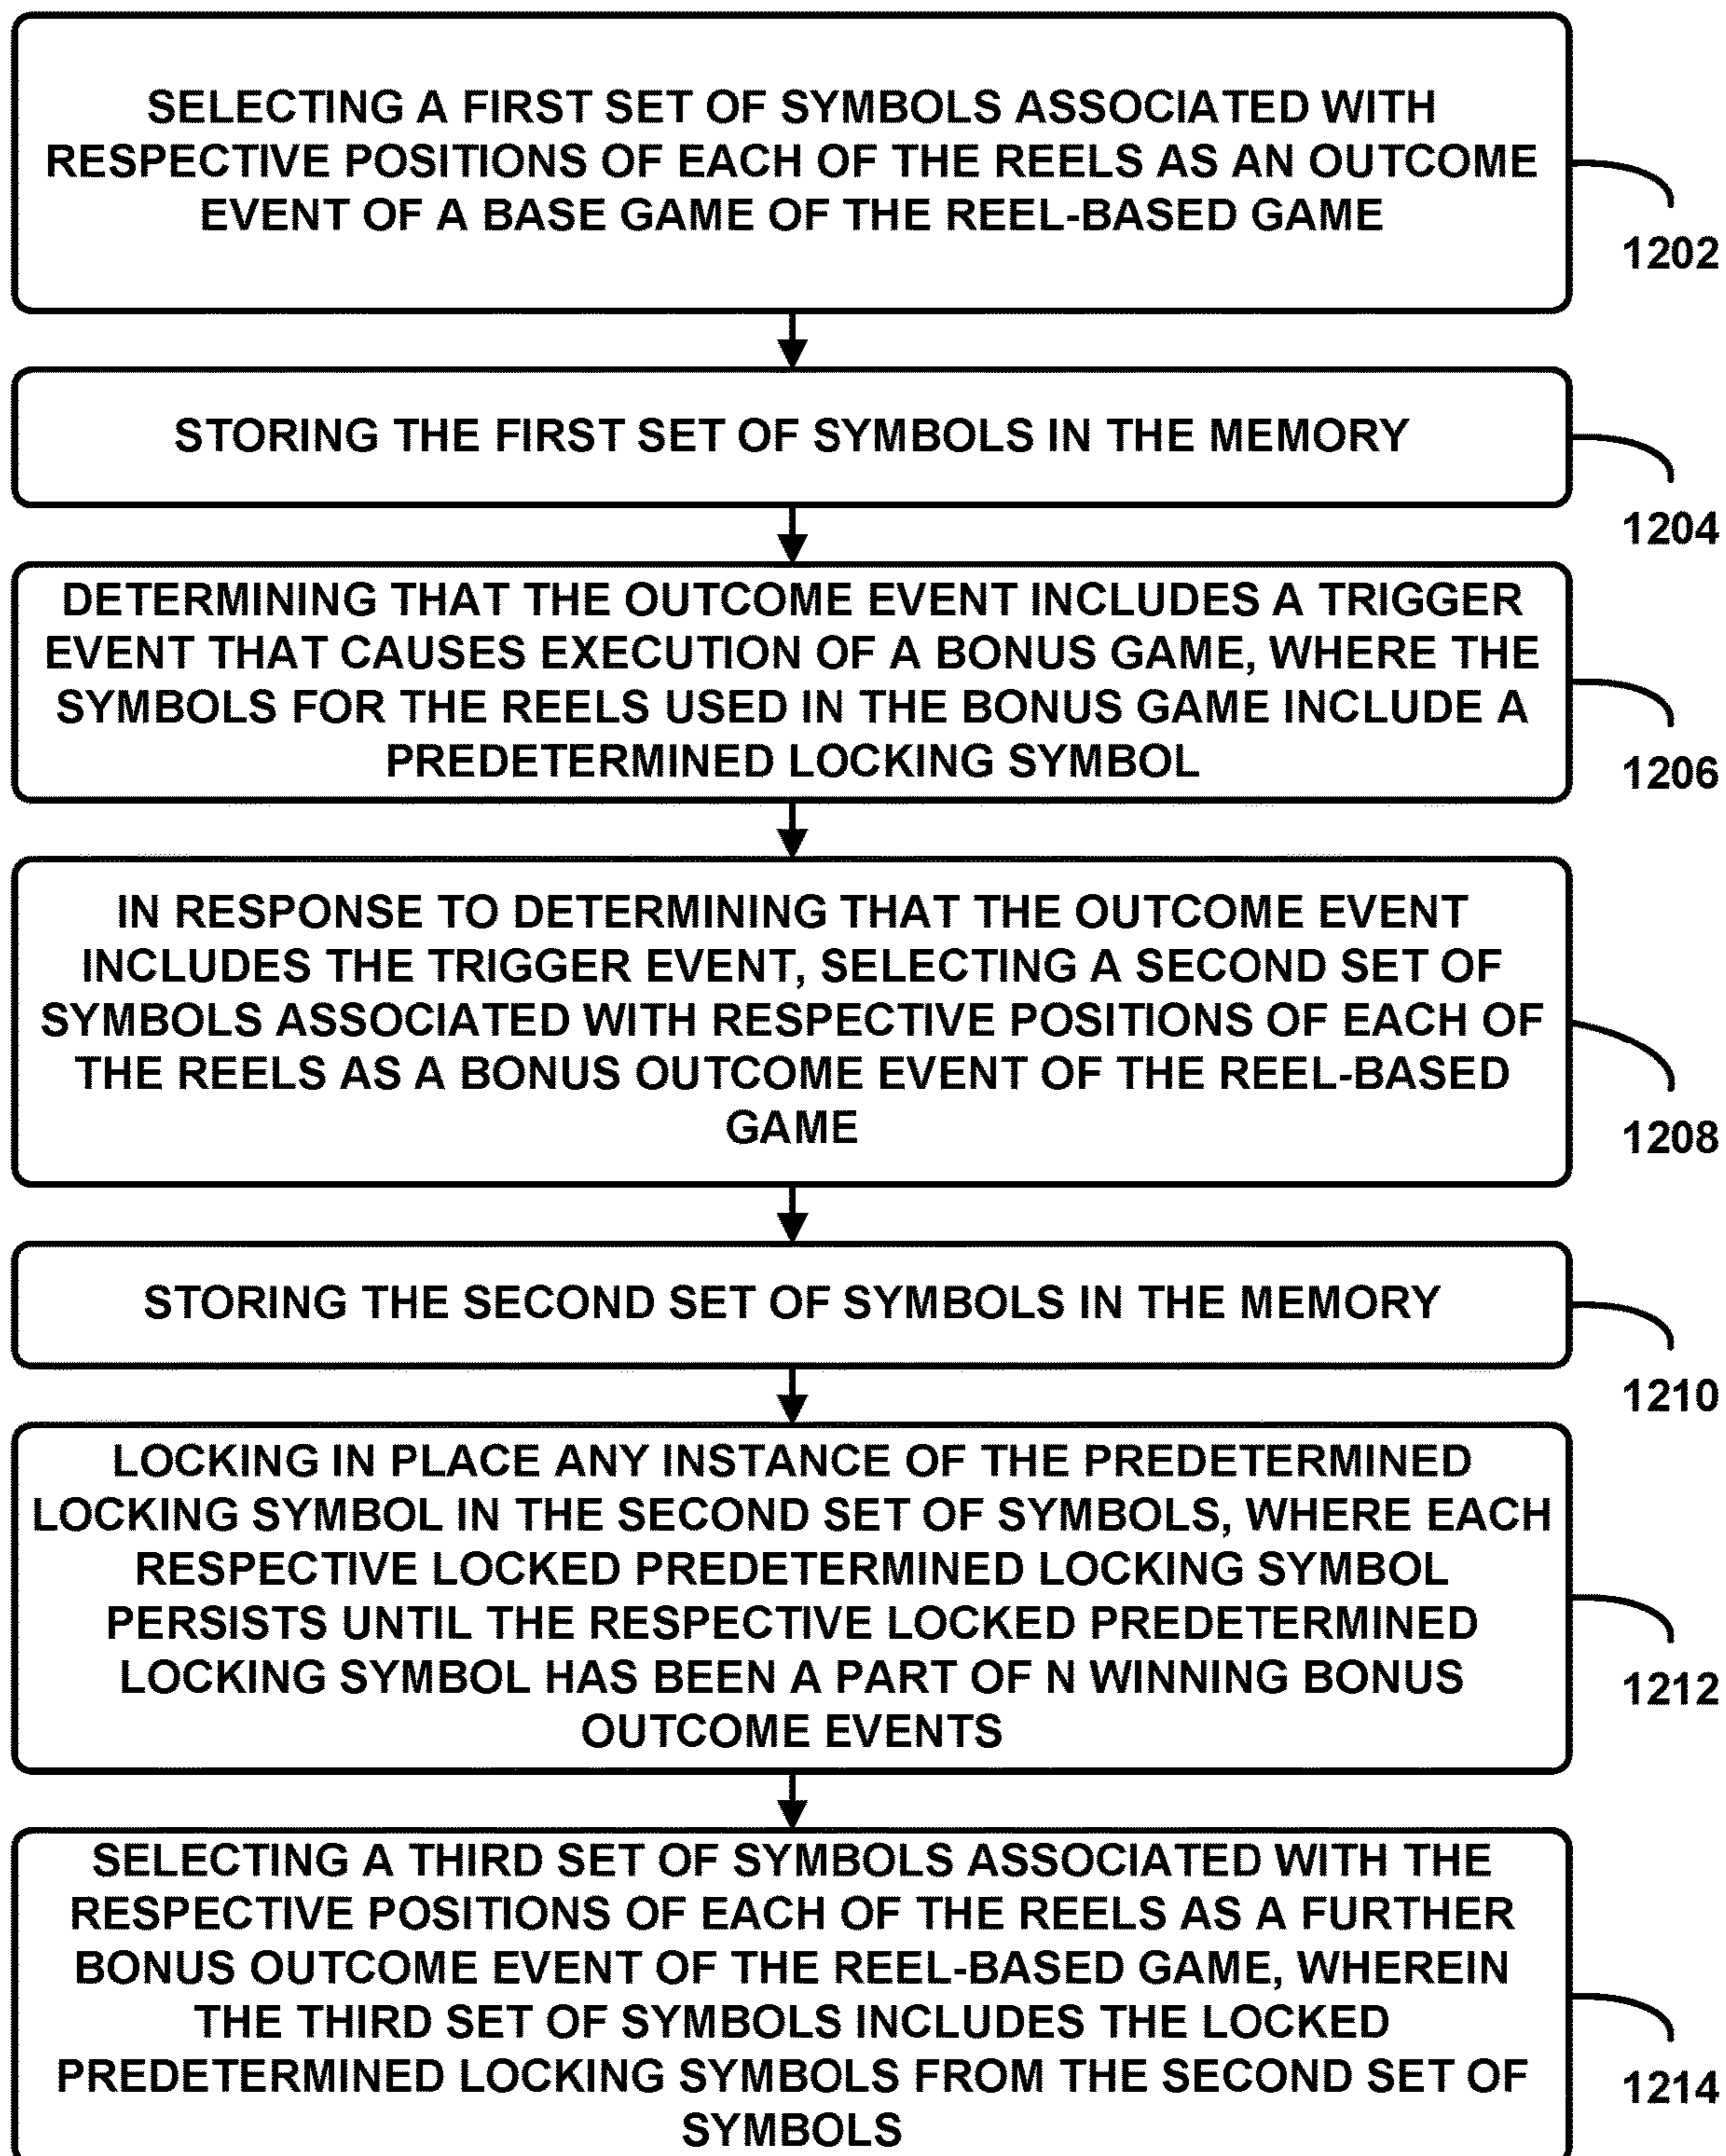 SELECTING A FIRST SET OF SYMBOLS ASSOCIATED WITH
RESPECTIVE POSITIONS OF EACH OF THE REELS AS AN OUTCOME
EVENT OF A BASE GAME OF THE REEL-BASED GAME
1202
STORING THE FIRST SET OF SYMBOLS IN THE MEMORY
1204
DETERMINING THAT THE OUTCOME EVENT INCLUDES A TRIGGER
EVENT THAT CAUSES EXECUTION OF A BONUS GAME, WHERE THE
SYMBOLS FOR THE REELS USED IN THE BONUS GAME INCLUDE A
PREDETERMINED LOCKING SYMBOL
1206
IN RESPONSE TO DETERMINING THAT THE OUTCOME EVENT
INCLUDES THE TRIGGER EVENT, SELECTING A SECOND SET OF
SYMBOLS ASSOCIATED WITH RESPECTIVE POSITIONS OF EACH OF
THE REELS AS A BONUS OUTCOME EVENT OF THE REEL-BASED
GAME
1208
STORING THE SECOND SET OF SYMBOLS IN THE MEMORY
1210
LOCKING IN PLACE ANY INSTANCE OF THE PREDETERMINED
LOCKING SYMBOL IN THE SECOND SET OF SYMBOLS, WHERE EACH
RESPECTIVE LOCKED PREDETERMINED LOCKING SYMBOL
PERSISTS UNTIL THE RESPECTIVE LOCKED PREDETERMINED
LOCKING SYMBOL HAS BEEN A PART OF N WINNING BONUS
OUTCOME EVENTS
1212
SELECTING A THIRD SET OF SYMBOLS ASSOCIATED WITH THE
RESPECTIVE POSITIONS OF EACH OF THE REELS AS A FURTHER
BONUS OUTCOME EVENT OF THE REEL-BASED GAME, WHEREIN
THE THIRD SET OF SYMBOLS INCLUDES THE LOCKED
PREDETERMINED LOCKING SYMBOLS FROM THE SECOND SET OF
SYMBOLS
1214